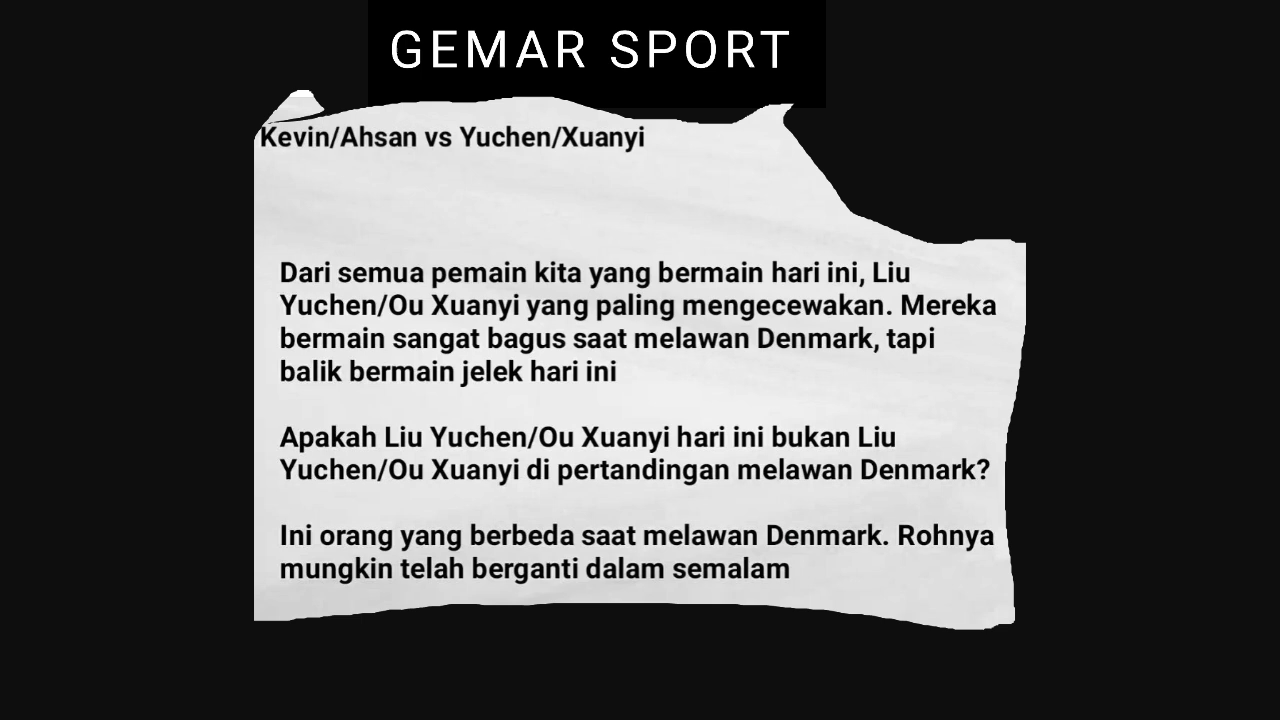 GEMAR SPORT
Kevin/Ahsan vs Yuchen/Xuanyi
Dari semua pemain kita yang bermain hari ini, Liu
Yuchen/Ou Xuanyi yang paling mengecewakan. Mereka
bermain sangat bagus saat melawan Denmark, tapi
balik bermain jelek hari ini
Apakah Liu Yuchen/Ou Xuanyi hari ini bukan Liu
Yuchen/Ou Xuanyi di pertandingan melawan Denmark?
Ini orang yang berbeda saat melawan Denmark. Rohnya
mungkin telah berganti dalam semalam